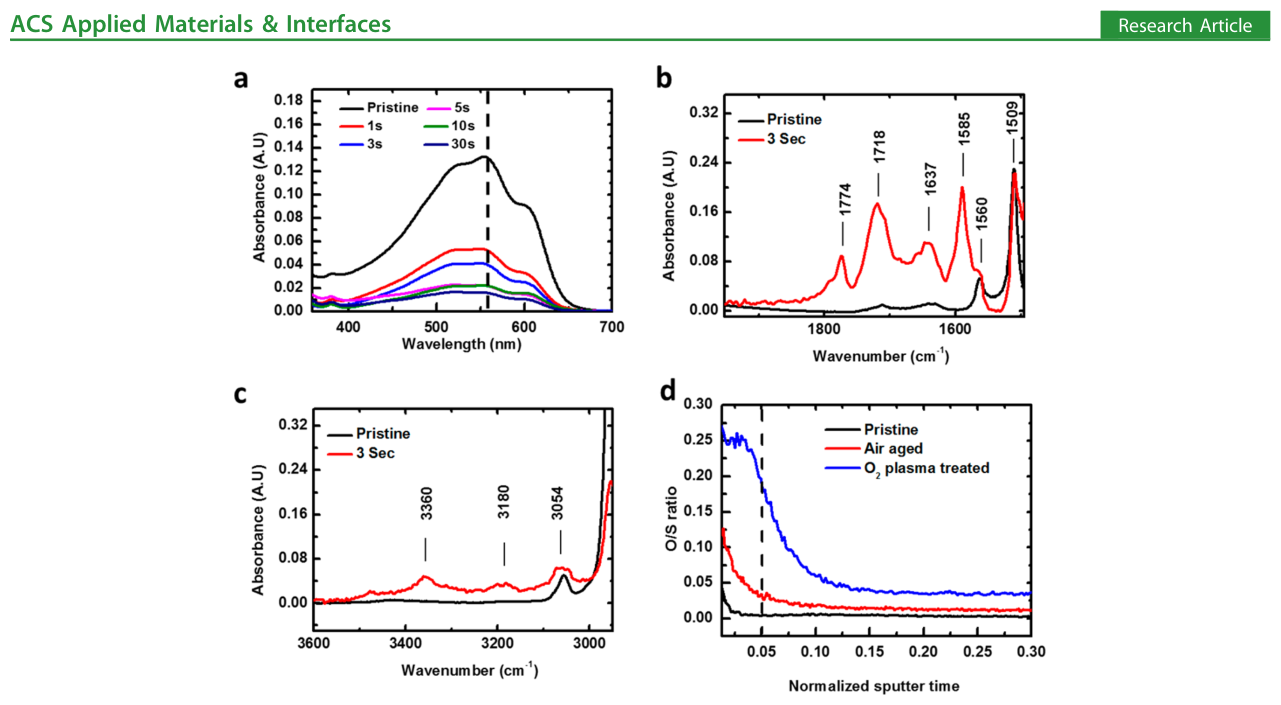 ACS Applied Materials & Interfaces
Research Article
a
0.18
0.16
0.14
0.12
0.10
0.08
0.06
0.04
0.02
0.00
Absorbance (A.U)
Pristine
1s
3s
5s
10s
30s
400
500
600
700
Wavelength (nm)
b
0.32
0.24
0.16
0.08
0.00
Absorbance (A.U)
Pristine
3 Sec
1774
1718
1637
1585
1560
1509
1800
1600
Wavenumber (cm-1)
c
0.32
0.24
0.16
0.08
0.00
Absorbance (A.U)
Pristine
3 Sec
3360
3180
3054
3600
3400
3200
3000
Wavenumber (cm-1)
d
0.30
0.25
0.20
0.15
0.10
0.05
0.00
O/S ratio
Pristine
Air aged
O2 plasma treated
0.05
0.10
0.15
0.20
0.25
0.30
Normalized sputter time